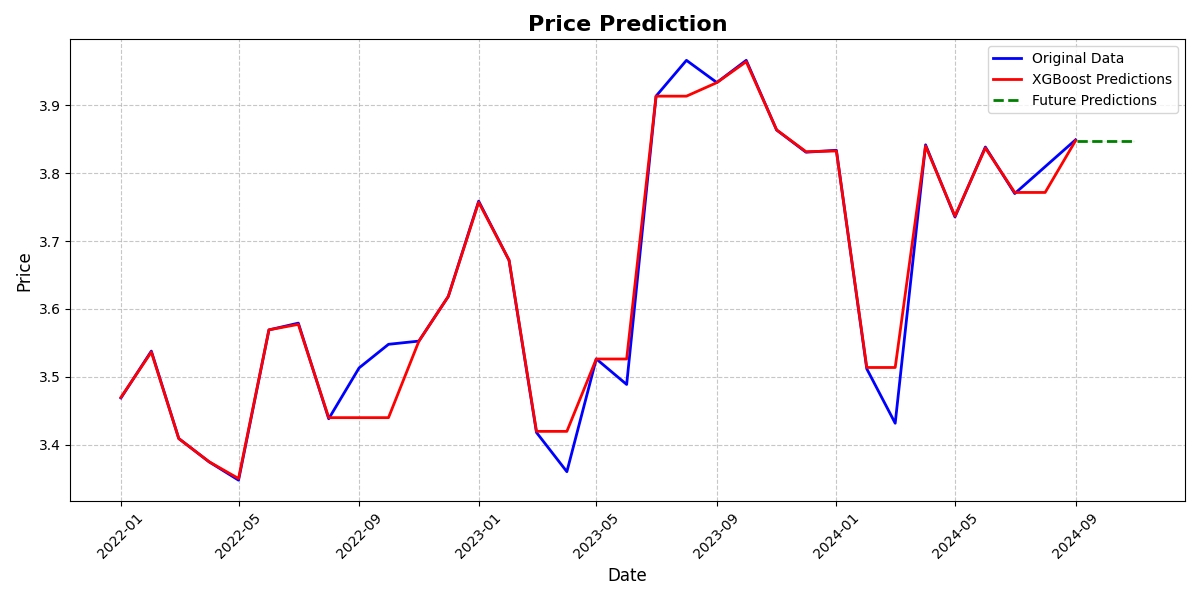 Price Prediction
Original Data
XGBoost Predictions
Future Predictions
Price
3.9
3.8
3.7
3.6
3.5
3.4
2022-01
2022-05
2022-09
2023-01
2023-05
2023-09
2024-01
2024-05
2024-09
Date